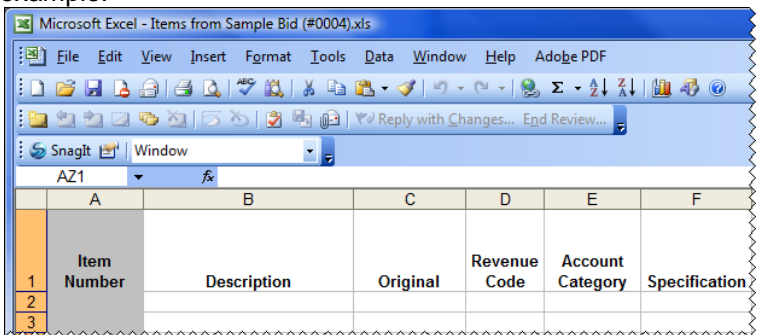 example:
Microsoft Excel - Items from Sample Bid (#0004).xls
File Edit View Insert Format Tools Data Window Help Adobe PDF
Reply with Changes... End Review...
SnagIt Window
AZ1 fx
A B C D E F
1 Item Number Description Original Revenue Code Account Category Specification
2
3